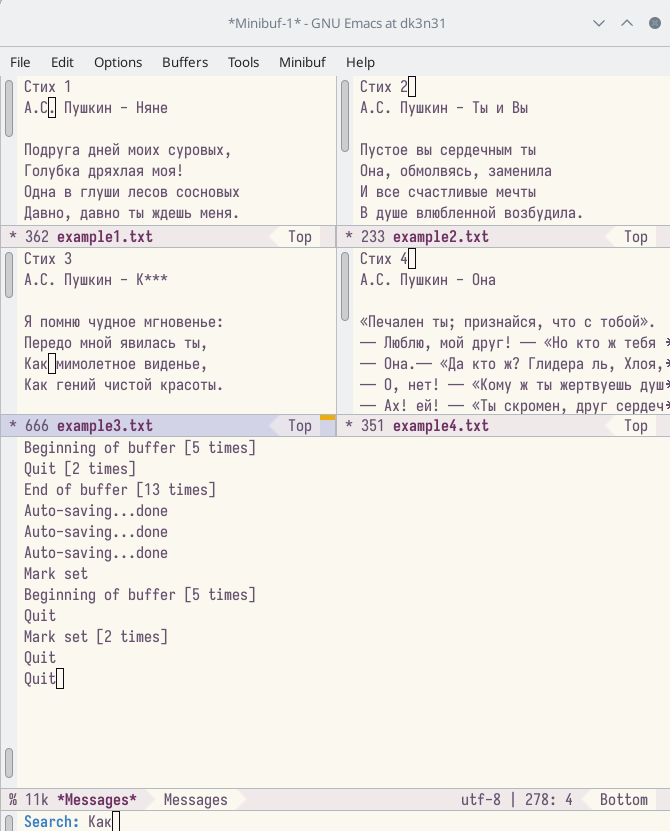 *Minibuf-1* - GNU Emacs at dk3n31
File Edit Options Buffers Tools Minibuf Help
Стих 1
А.С. Пушкин - Няне
Подруга дней моих суровых,
Голубка дряхлая моя!
Одна в глуши лесов сосновых
Давно, давно ты ждешь меня.
* 362 example1.txt Top
Стих 2
А.С. Пушкин - Ты и Вы
Пустое вы сердечным ты
Она, обмолвясь, заменила
И все счастливые мечты
В душе влюбленной возбудила.
* 233 example2.txt Top
Стих 3
А.С. Пушкин - К***
Я помню чудное мгновенье:
Передо мной явилась ты,
Как мимолетное виденье,
Как гений чистой красоты.
* 666 example3.txt Top
Стих 4
А.С. Пушкин - Она
«Печален ты; признайся, что с тобой».
— Люблю, мой друг! — «Но кто ж тебя
— Она.— «Да кто ж? Глидера ль, Хлоя,
— О, нет! — «Кому ж ты жертвуешь душ
— Ах! ей! — «Ты скромен, друг сердеч
* 351 example4.txt Top
Beginning of buffer [5 times]
Quit [2 times]
End of buffer [13 times]
Auto-saving...done
Auto-saving...done
Auto-saving...done
Mark set
Beginning of buffer [5 times]
Quit
Mark set [2 times]
Quit
Quit
% 11k *Messages* Messages utf-8 | 278: 4 Bottom
Search: Как